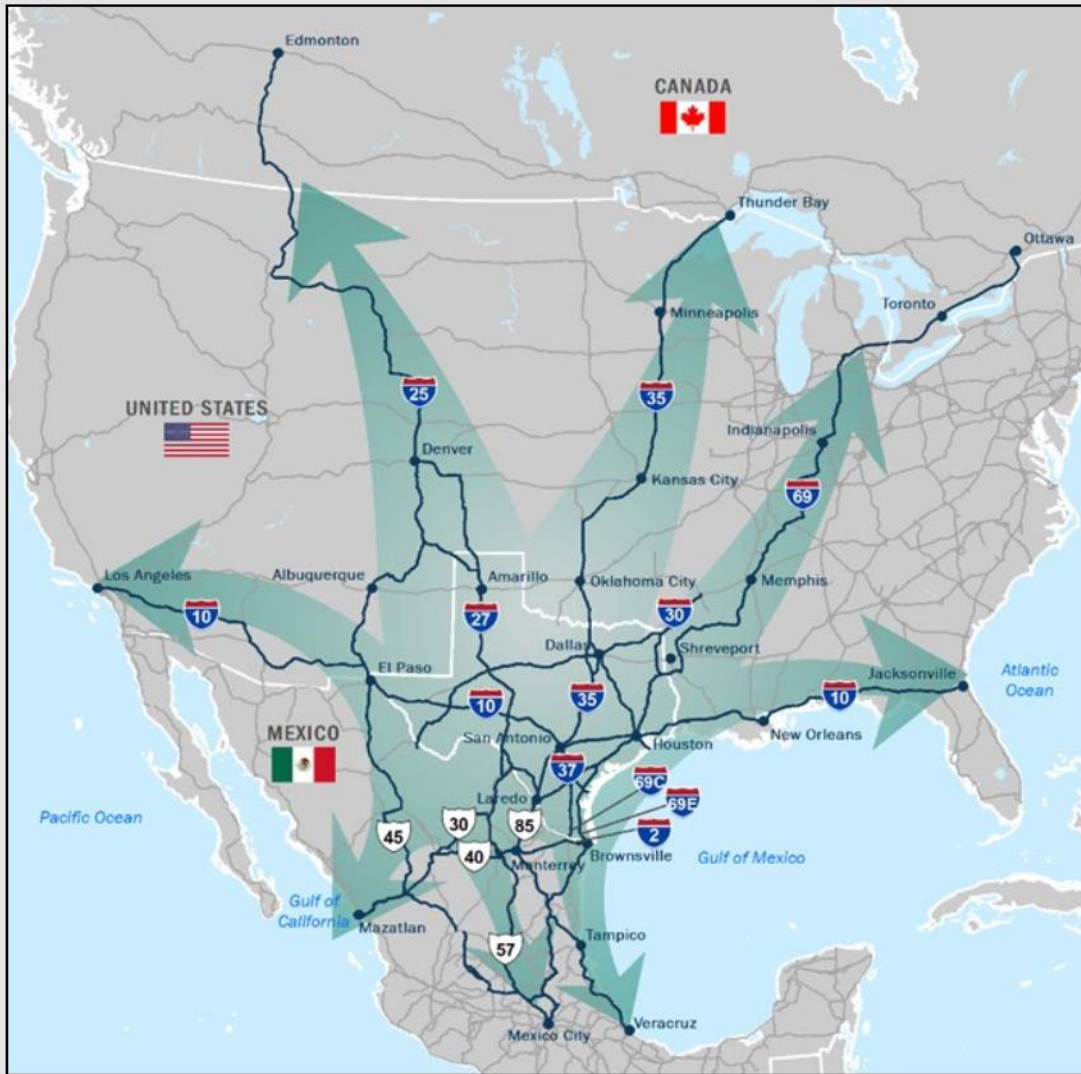 Edmonton
CANADA
Thunder Bay
Ottawa
Toronto
Minneapolis
25
35
UNITED STATES
Indianapolis
Denver
Kansas City
69
Los Angeles
Albuquerque
Amarillo
Oklahoma City
Memphis
10
27
30
Dallas
Shreveport
El Paso
Jacksonville
Atlantic
Ocean
10
35
10
MEXICO
San Antonio
Houston
New Orleans
37
69C
Laredo
69E
Pacific Ocean
45
30
85
2
40
Monterrey
Brownsville
Gulf of Mexico
Gulf of
California
Mazatlan
57
Tampico
Mexico City
Veracruz